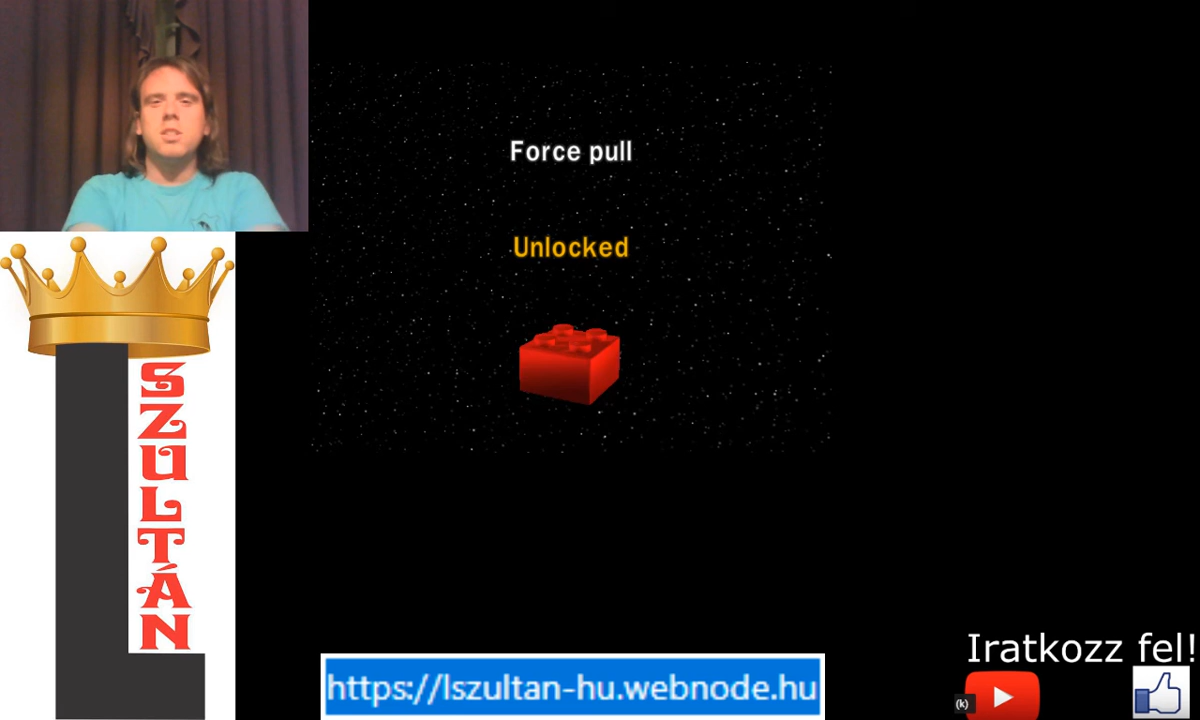 Force pull
Unlocked
L
SZULTÁN
https://lszultan-hu.webnode.hu
Iratkozz fel!
(k)